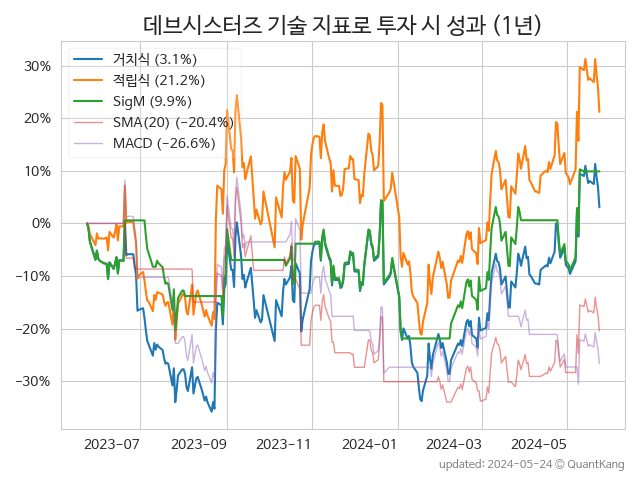 데브시스터즈 기술 지표로 투자 시 성과 (1년)
거치식 (3.1%)
적립식 (21.2%)
SigM (9.9%)
SMA(20) (−20.4%)
MACD (−26.6%)
30%
20%
10%
0%
−10%
−20%
−30%
2023-07 2023-09 2023-11 2024-01 2024-03 2024-05
updated: 2024-05-24 © QuantKang